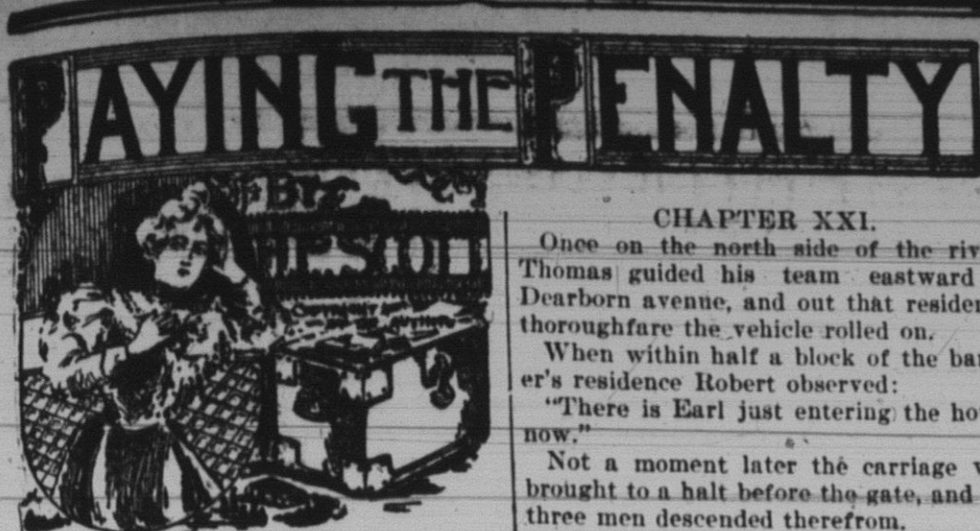 PAYING THE PENALTY
By
CHAPTER XXI.
Once on the north side of the riv
Thomas guided his team eastward
Dearborn avenue, and out that reside
thoroughfare the vehicle rolled on.
When within half a block of the ba
er's residence Robert observed:
"There is Earl just entering the ho
now."
Not a moment later the carriage
brought to a halt before the gate, and
three men descended therefrom.